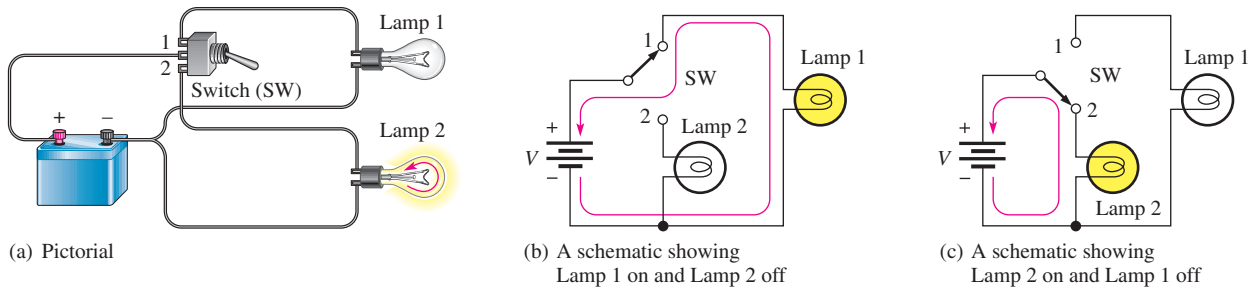 Lamp 1
1
2
Switch (SW)
+ −
Lamp 2
(a) Pictorial
1
SW
Lamp 1
2
Lamp 2
+
V
−
(b) A schematic showing
Lamp 1 on and Lamp 2 off
1
Lamp 1
SW
2
+
V
−
Lamp 2
(c) A schematic showing
Lamp 2 on and Lamp 1 off